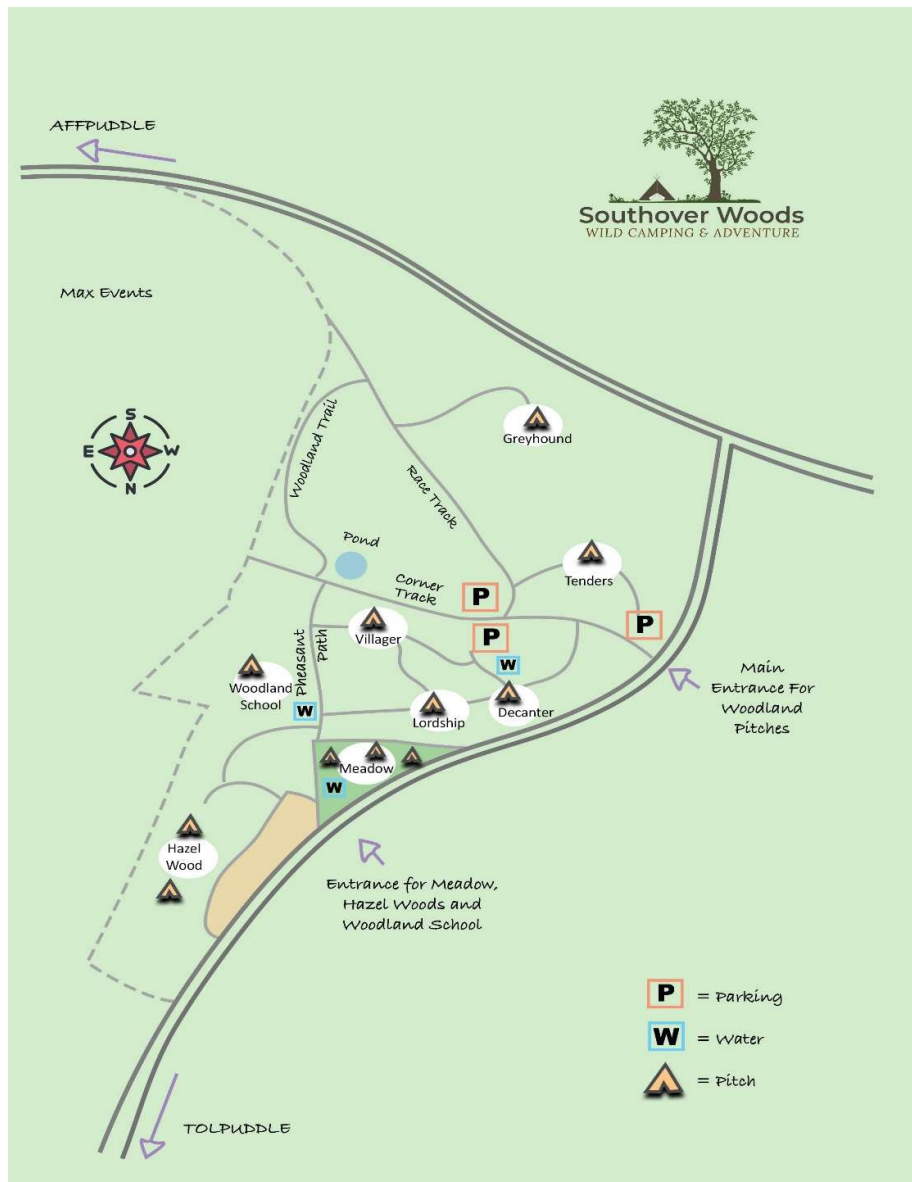 AFFPUDDLE
Southover Woods
WILD CAMPING & ADVENTURE
Max Events
S
E
W
N
Woodland Trail
Greyhound
Race Track
Pond
Corner
Track
Tenders
P
P
P
Villager
Pheasant
Path
W
Woodland
School
W
Lordship
Decanter
Main
Entrance For
Woodland
Pitches
Meadow
W
Hazel
Wood
Entrance for Meadow,
Hazel Woods and
Woodland School
P = Parking
W = Water
= Pitch
TOLPUDDLE